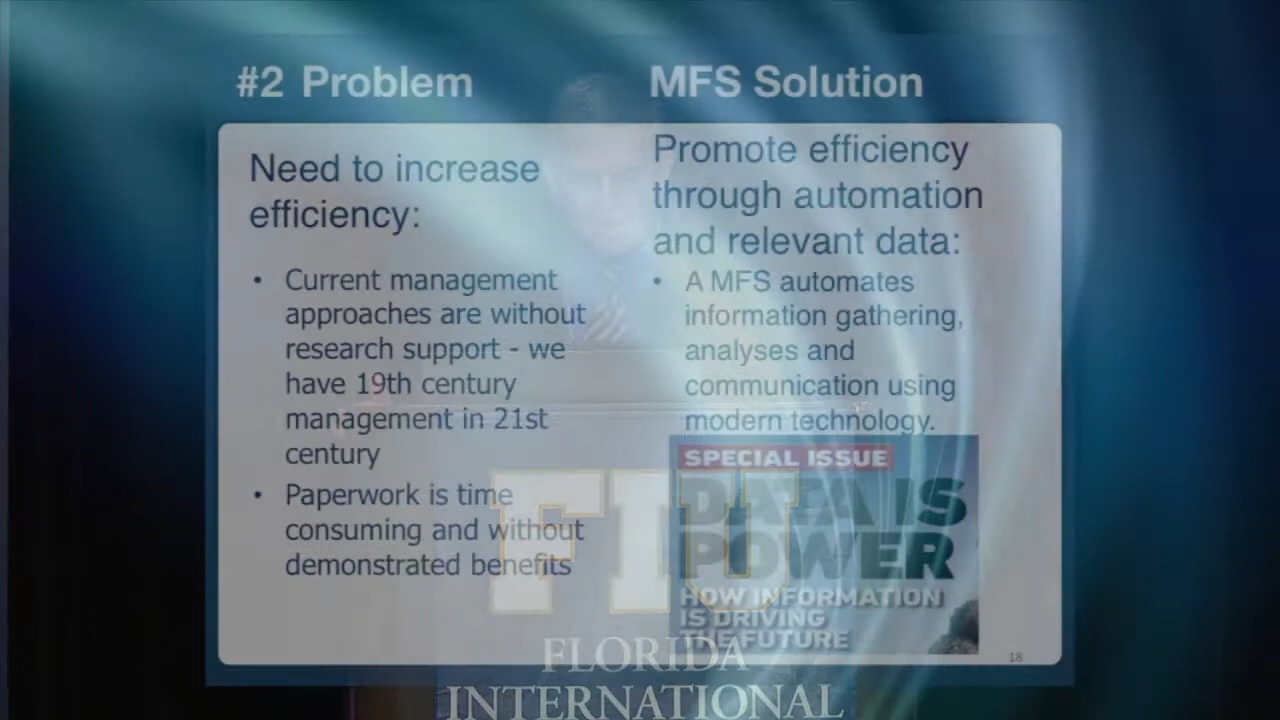 #2 Problem
Need to increase
efficiency:
• Current management
approaches are without
research support - we
have 19th century
management in 21st
century
• Paperwork is time
consuming and without
demonstrated benefits
MFS Solution
Promote efficiency
through automation
and relevant data:
• A MFS automates
information gathering,
analyses and
communication using
modern technology.
SPECIAL ISSUE
DATA IS
POWER
HOW INFORMATION
IS DRIVING
THE FUTURE
18
FIU
FLORIDA
INTERNATIONAL